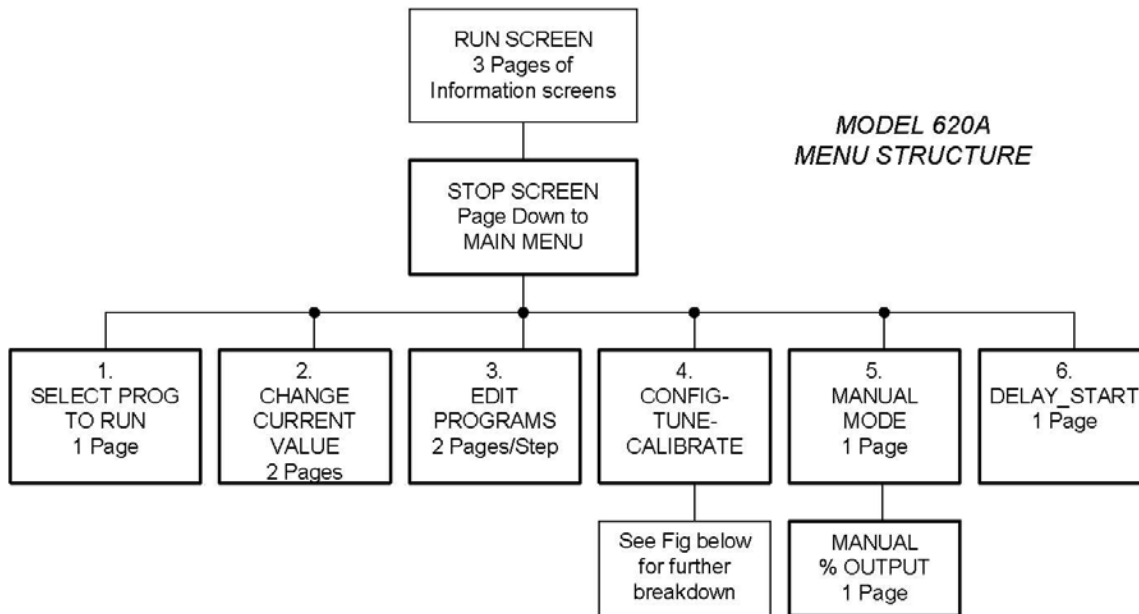 RUN SCREEN
3 Pages of
Information screens
MODEL 620A
MENU STRUCTURE
STOP SCREEN
Page Down to
MAIN MENU
1.
SELECT PROG
TO RUN
1 Page
2.
CHANGE
CURRENT
VALUE
2 Pages
3.
EDIT
PROGRAMS
2 Pages/Step
4.
CONFIG-
TUNE-
CALIBRATE
5.
MANUAL
MODE
1 Page
6.
DELAY_START
1 Page
See Fig below
for further
breakdown
MANUAL
% OUTPUT
1 Page